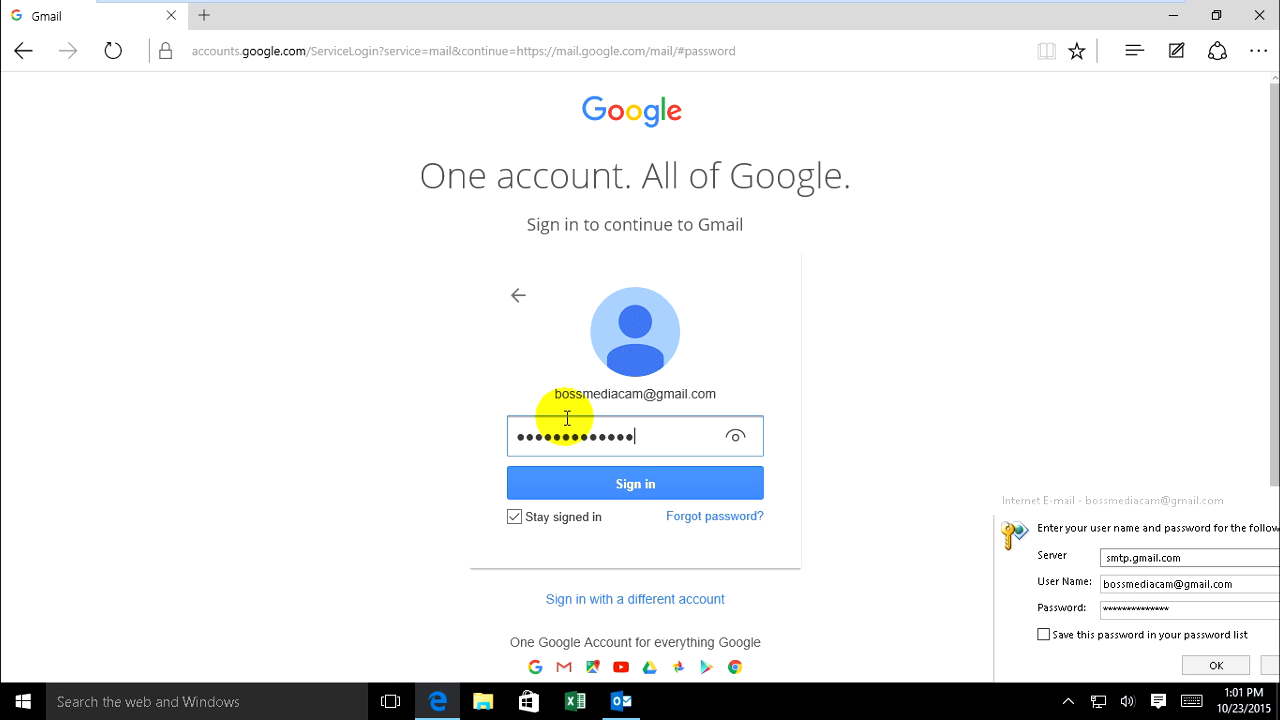 Gmail
accounts.google.com/ServiceLogin?service=mail&continue=https://mail.google.com/mail/#password
Google
One account. All of Google.
Sign in to continue to Gmail
bossmediacam@gmail.com
•••••••••••••
Sign in
Stay signed in
Forgot password?
Sign in with a different account
One Google Account for everything Google
Internet E-mail - bossmediacam@gmail.com
Enter your user name and password for the follow
Server
smtp.gmail.com
User Name:
bossmediacam@gmail.com
Password:
**************
Save this password in your password list
OK
Search the web and Windows
1:01 PM
10/23/2015